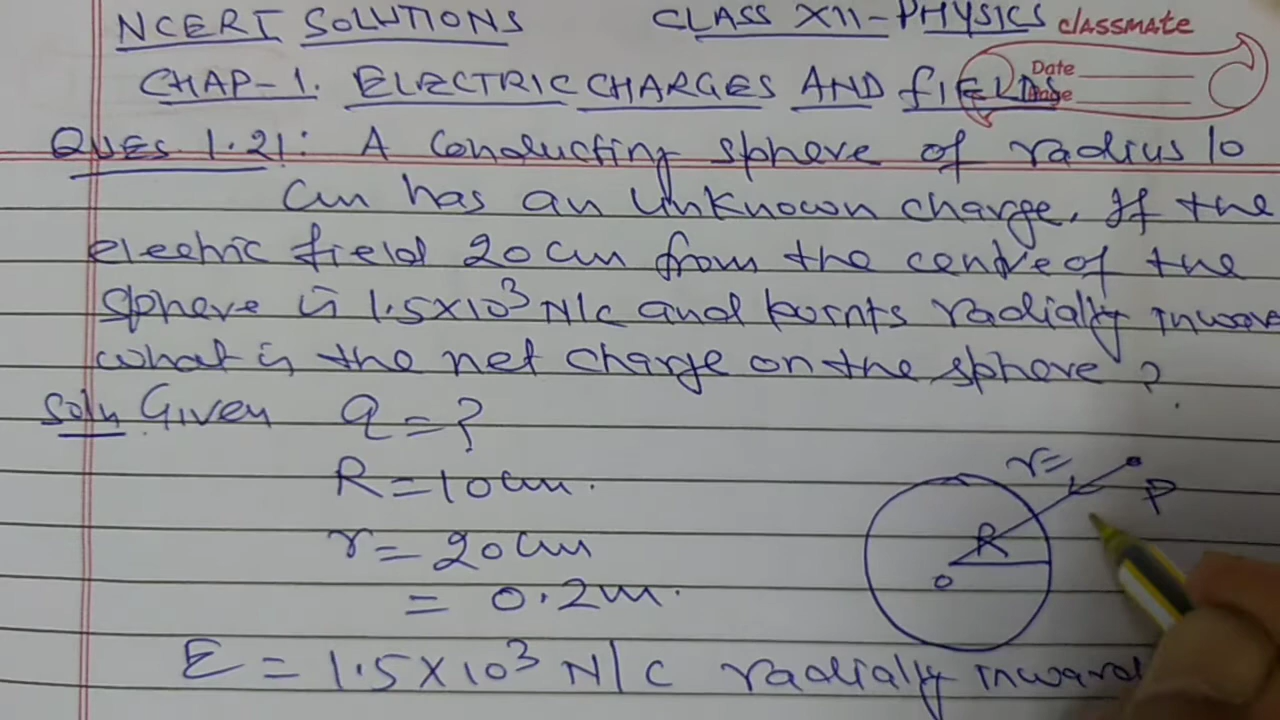 NCERT SOLUTIONS CLASS XII-PHYSICS classmate
CHAP-1. ELECTRIC CHARGES AND fIELDS
Date
Page
QUES 1.21: A Conducting sphere of radius 10
cm has an unknown charge. If the
electric field 20 cm from the centre of the
sphere is 1.5×10³ N/C and points radially inward
what is the net charge on the sphere ?
Soln Given q = ?
R = 10 cm.
r = 20 cm
= 0.2 m.
r=
P
R
O
E = 1.5×10³ N/C radially inward